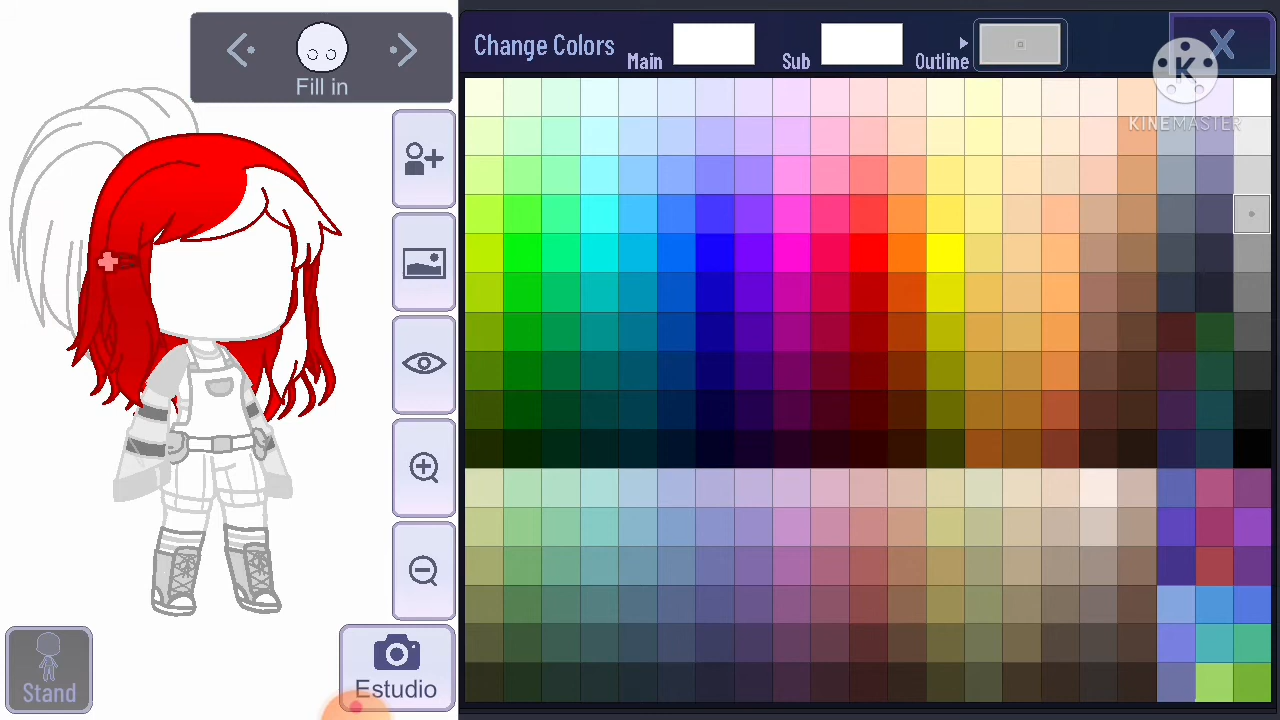 Fill in
Change Colors
Main
Sub
Outline
X
K
KINEMASTER
Stand
Estudio